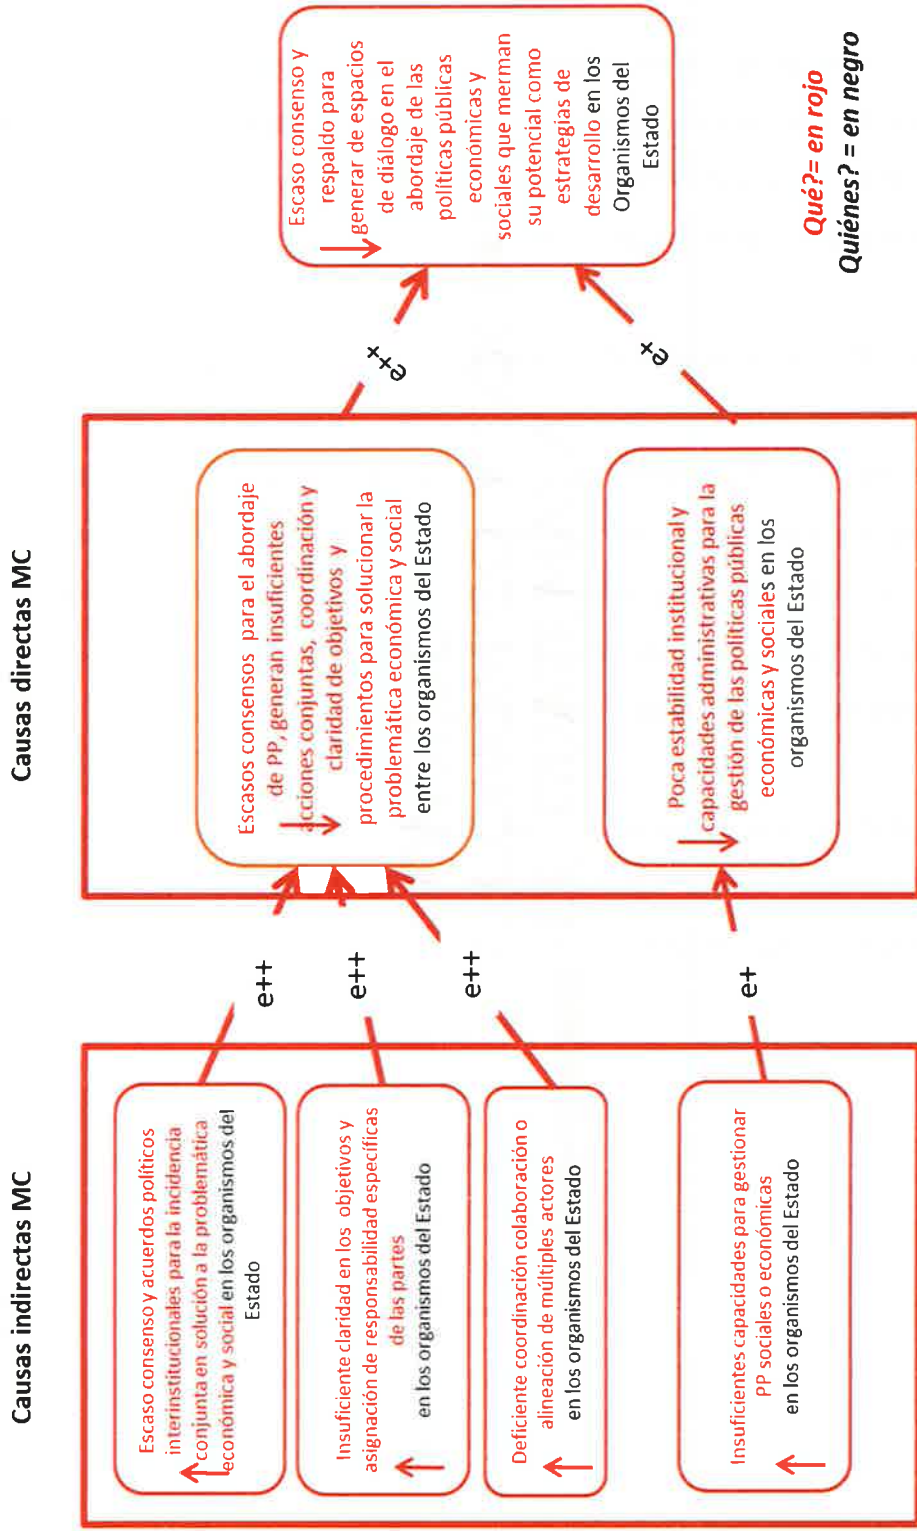 Causas indirectas MC
Escaso consenso y acuerdos políticos
interinstitucionales para la incidencia
conjunta en solución a la problemática
económica y social en los organismos del
Estado
Insuficiente claridad en los objetivos y
asignación de responsabilidad específicas
de las partes
en los organismos del Estado
Deficiente coordinación colaboración o
alineación de múltiples actores
en los organismos del Estado
Insuficientes capacidades para gestionar
PP sociales o económicas
en los organismos del Estado
e++
e++
e++
e+
Causas directas MC
Escasos consensos para el abordaje
de PP, generan insuficientes
acciones conjuntas, coordinación y
claridad de objetivos y
procedimientos para solucionar la
problemática económica y social
entre los organismos del Estado
Poca estabilidad institucional y
capacidades administrativas para la
gestión de las políticas públicas
económicas y sociales en los
organismos del Estado
e++
e+
Escaso consenso y
respaldo para
generar de espacios
de diálogo en el
abordaje de las
políticas públicas
económicas y
sociales que merman
su potencial como
estrategias de
desarrollo en los
Organismos del
Estado
Qué?= en rojo
Quiénes? = en negro